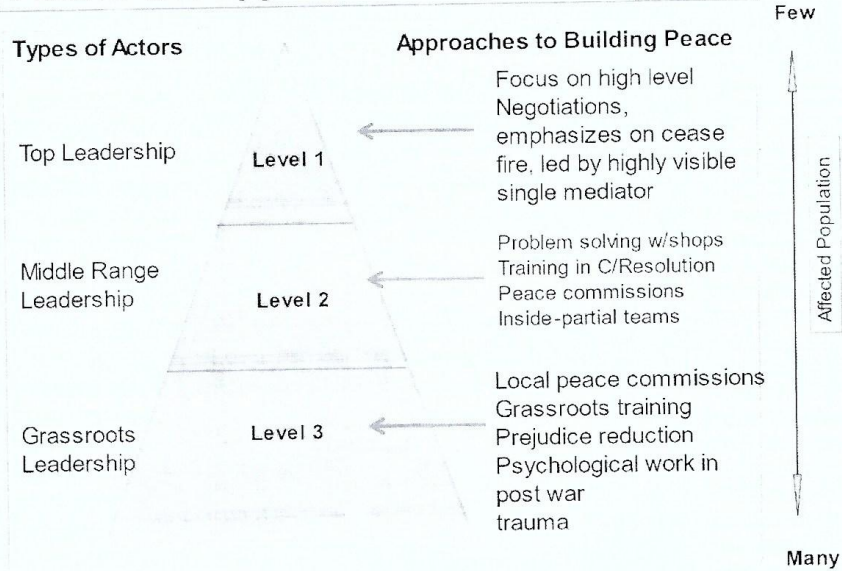 Few
Types of Actors
Approaches to Building Peace
Top Leadership
Level 1
Focus on high level
Negotiations,
emphasizes on cease
fire, led by highly visible
single mediator
Middle Range
Leadership
Level 2
Problem solving w/shops
Training in C/Resolution
Peace commissions
Inside-partial teams
Grassroots
Leadership
Level 3
Local peace commissions
Grassroots training
Prejudice reduction
Psychological work in
post war
trauma
Affected Population
Many